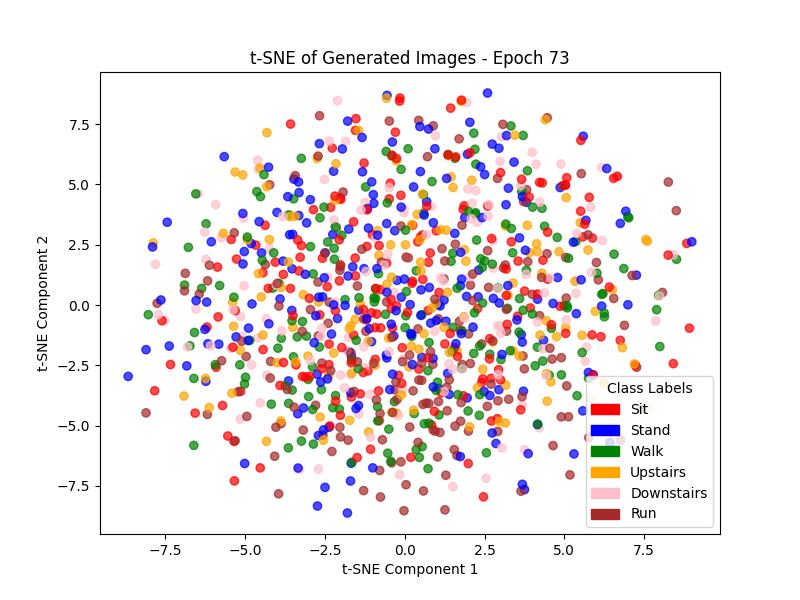 t-SNE of Generated Images - Epoch 73
t-SNE Component 2
7.5
5.0
2.5
0.0
−2.5
−5.0
−7.5
−7.5
−5.0
−2.5
0.0
2.5
5.0
7.5
t-SNE Component 1
Class Labels
Sit
Stand
Walk
Upstairs
Downstairs
Run